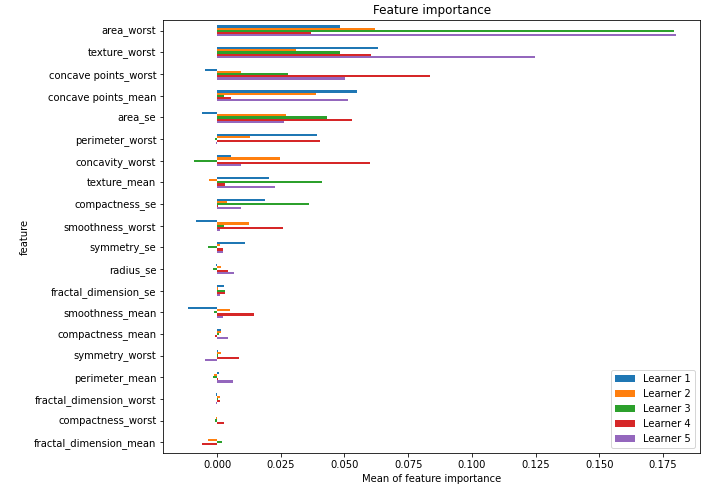 Feature importance
area_worst
texture_worst
concave points_worst
concave points_mean
area_se
perimeter_worst
concavity_worst
texture_mean
compactness_se
smoothness_worst
symmetry_se
radius_se
fractal_dimension_se
smoothness_mean
compactness_mean
symmetry_worst
perimeter_mean
fractal_dimension_worst
compactness_worst
fractal_dimension_mean
feature
Learner 1
Learner 2
Learner 3
Learner 4
Learner 5
0.000 0.025 0.050 0.075 0.100 0.125 0.150 0.175
Mean of feature importance